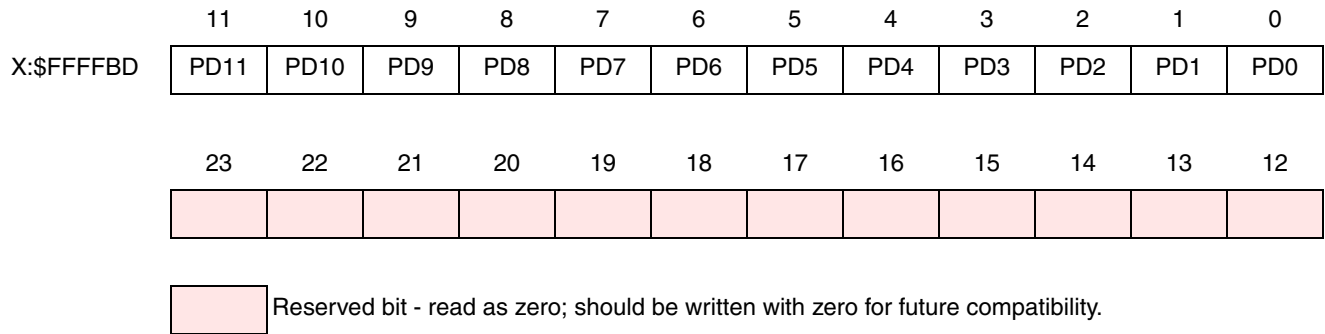 11 10 9 8 7 6 5 4 3 2 1 0
X:$FFFFBD PD11 PD10 PD9 PD8 PD7 PD6 PD5 PD4 PD3 PD2 PD1 PD0
23 22 21 20 19 18 17 16 15 14 13 12
Reserved bit - read as zero; should be written with zero for future compatibility.